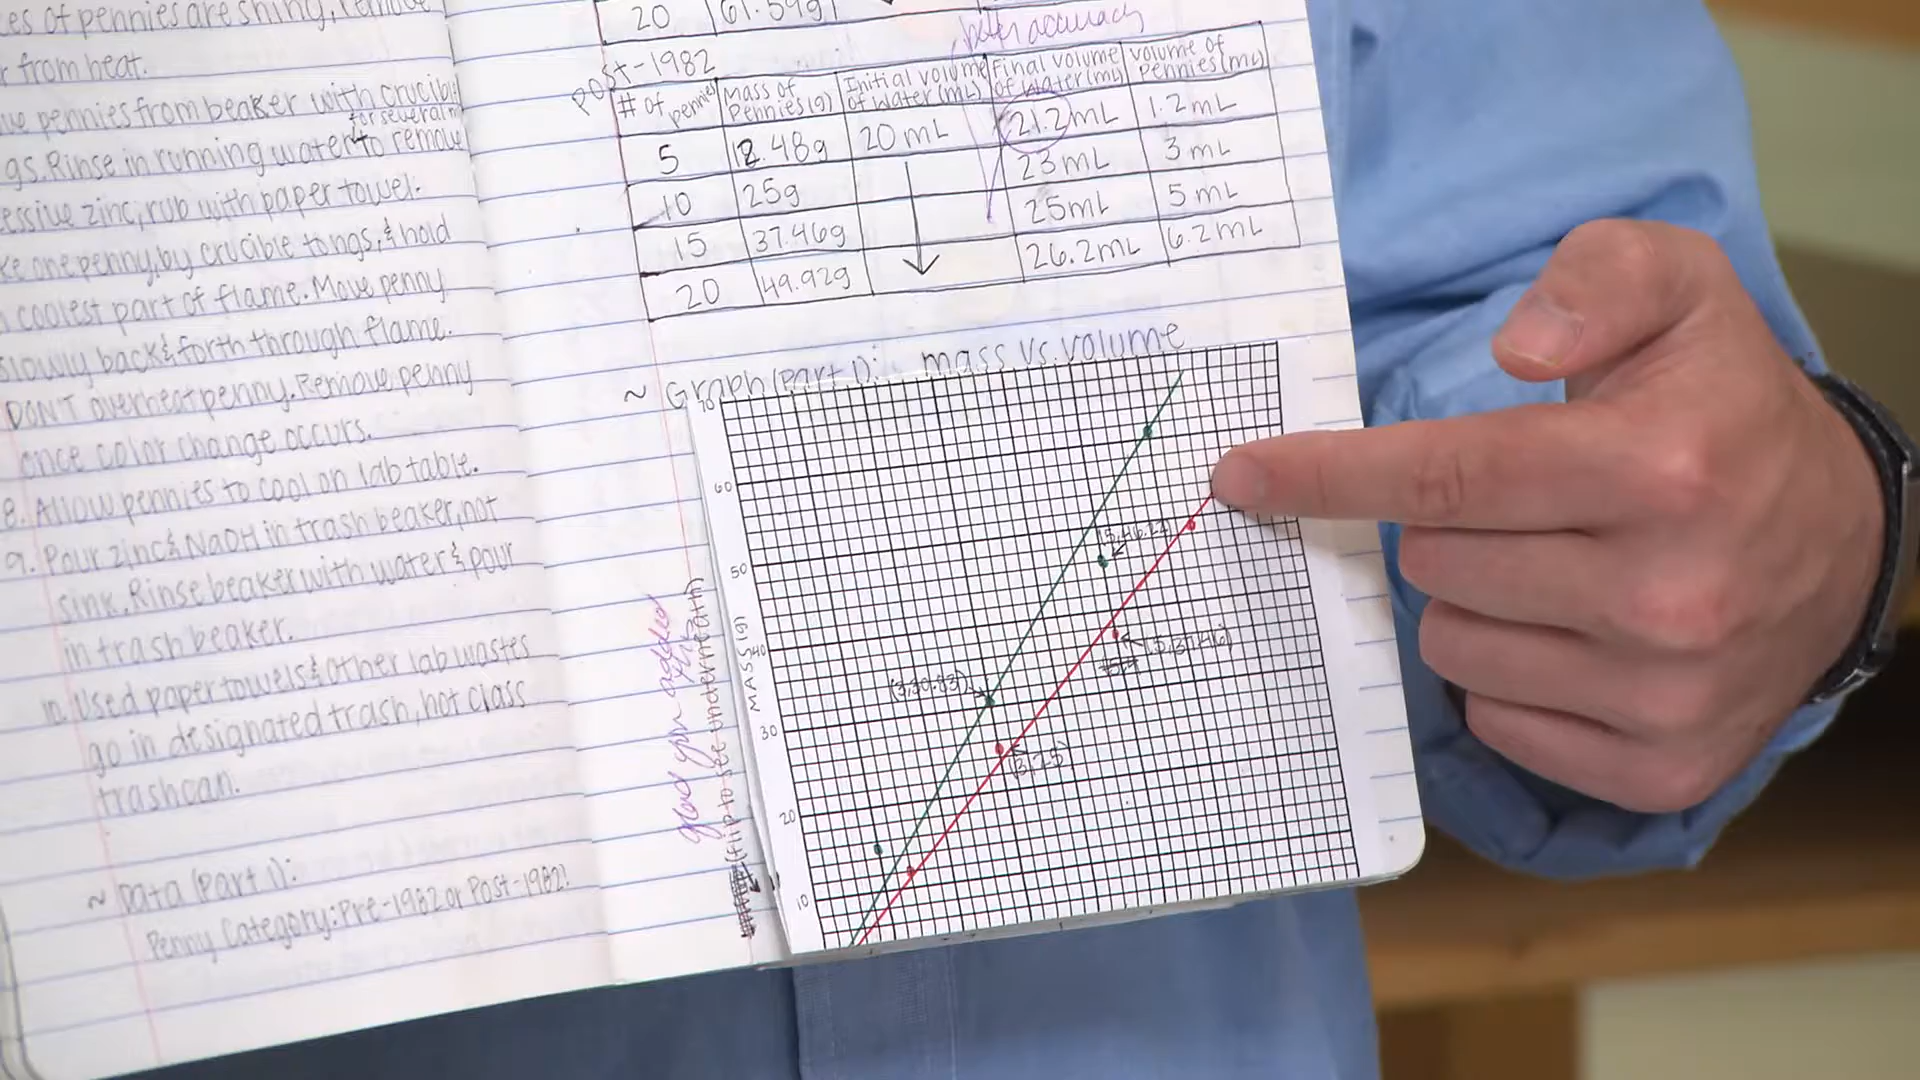 ces of pennies are shiny, remove
r from heat.
ve pennies from beaker with crucible
for several m
gs. Rinse in running water to remove
essive zinc, rub with paper towel.
ke one penny, by crucible tongs, & hold
coolest part of flame. Move penny
slowly back & forth through flame.
DON'T overheat penny. Remove penny
once color change occurs.
8. Allow pennies to cool on lab table.
9. Pour zinc & NaOH in trash beaker, not
sink. Rinse beaker with water & pour
in trash beaker.
10. Used paper towels & other lab wastes
go in designated trash, not class
trashcan.
~ Data (Part 1):
Penny Category: Pre-1982 or Post-1982!
20 61.59g
better accuracy
Post-1982
# of pennies Mass of Pennies (g) Initial volume of water (mL) Final volume of water (mL) volume of pennies (mL)
5 12.48g 20 mL 21.2mL 1.2mL
10 25g 23mL 3mL
15 37.46g 25mL 5mL
20 49.92g 26.2mL 6.2mL
~ Graph (Part 1): mass vs. volume
70
60
50
40
30
20
10
MASS (g)
(5,46.27)
(3,30.83)
(5,37.46)
(3,25)
glad you added this
(flip to see underneath)